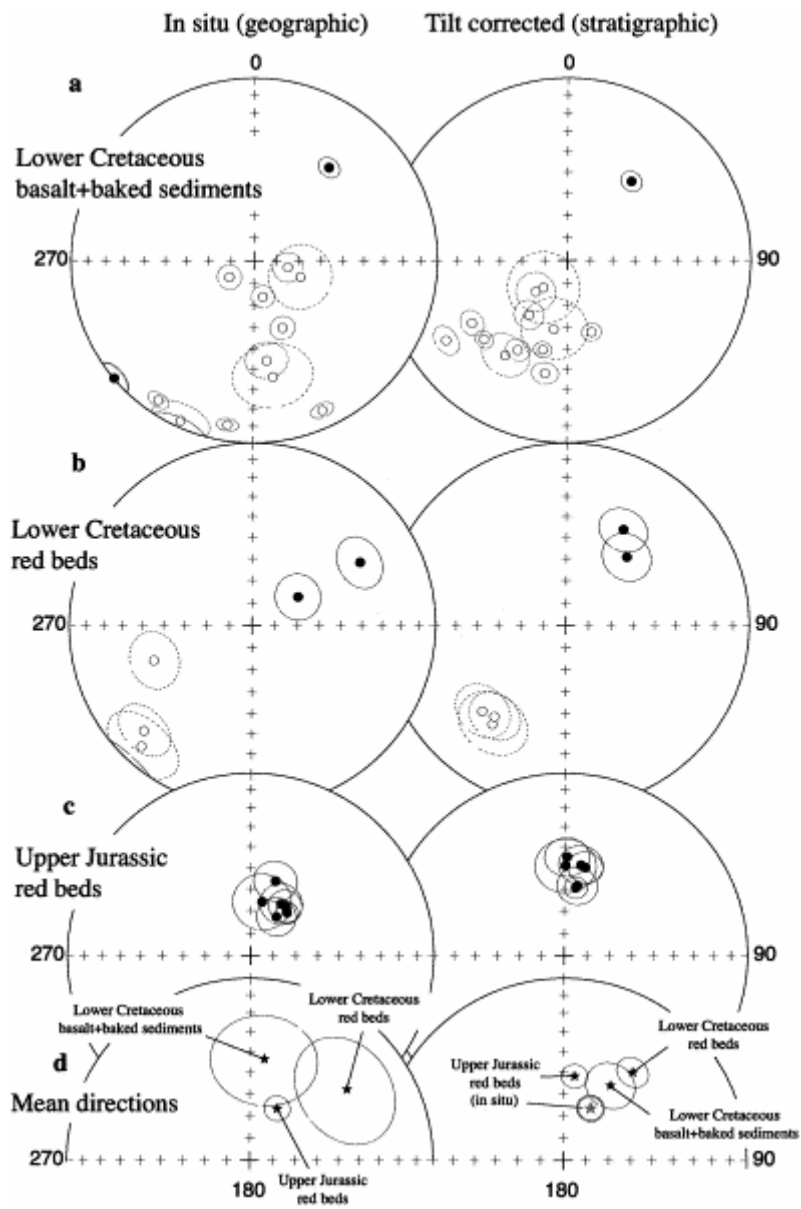 In situ (geographic)
Tilt corrected (stratigraphic)
a
0
0
Lower Cretaceous
basalt+baked sediments
270
90
b
Lower Cretaceous
red beds
270
90
c
Upper Jurassic
red beds
270
90
d
Mean directions
Lower Cretaceous
basalt+baked sediments
Lower Cretaceous
red beds
Upper Jurassic
red beds
Upper Jurassic
red beds
(in situ)
Lower Cretaceous
red beds
Lower Cretaceous
basalt+baked sediments
270
90
180
180